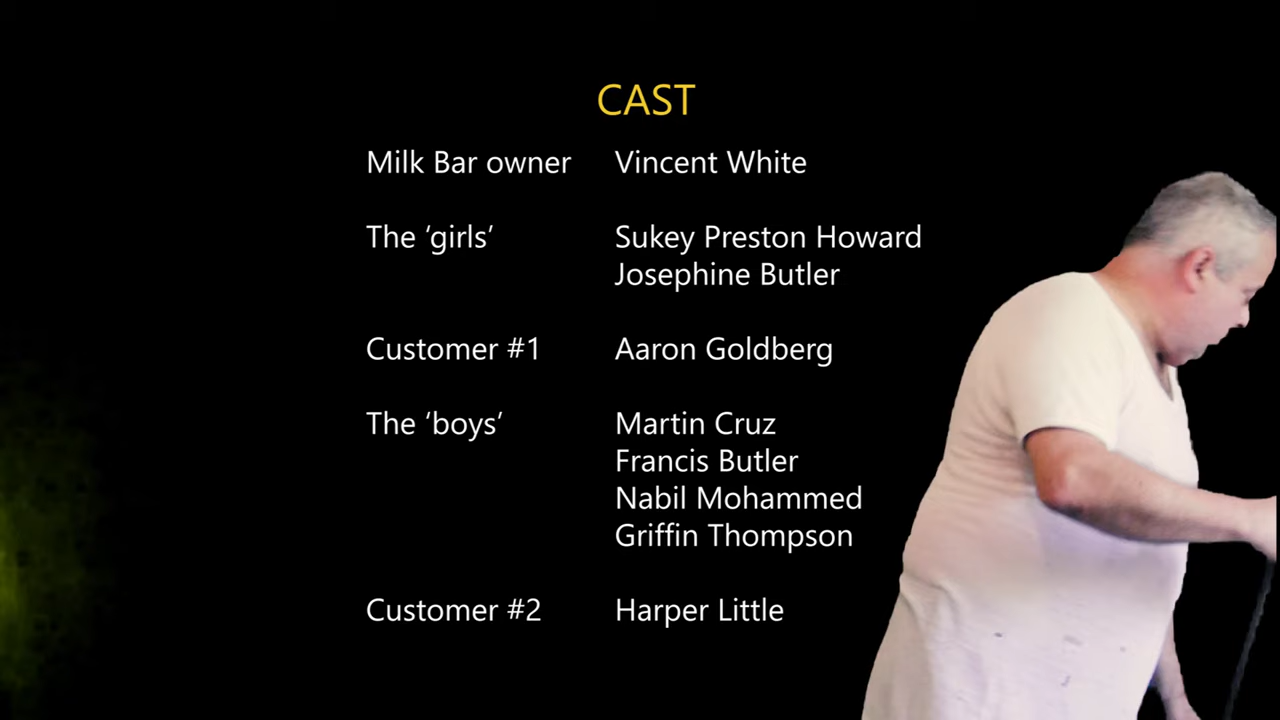 CAST
Milk Bar owner Vincent White
The ‘girls’ Sukey Preston Howard
Josephine Butler
Customer #1 Aaron Goldberg
The ‘boys’ Martin Cruz
Francis Butler
Nabil Mohammed
Griffin Thompson
Customer #2 Harper Little